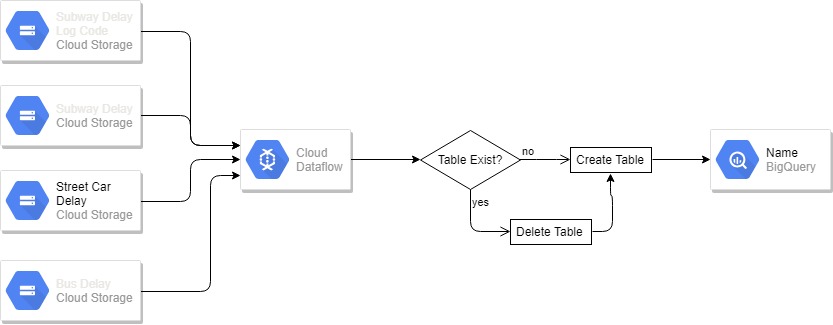 Subway Delay
Log Code
Cloud Storage
Subway Delay
Cloud Storage
Street Car
Delay
Cloud Storage
Bus Delay
Cloud Storage
Cloud
Dataflow
Table Exist?
no
yes
Create Table
Delete Table
Name
BigQuery